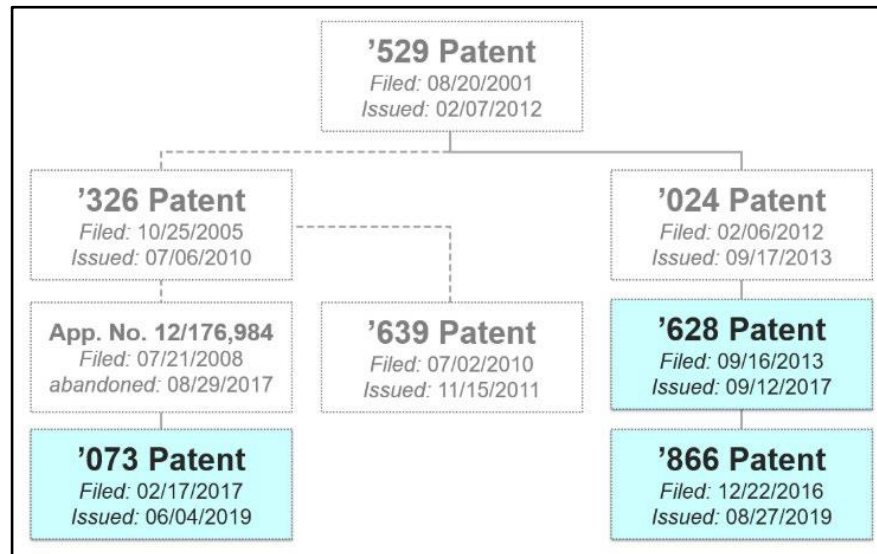 ’529 Patent
Filed: 08/20/2001
Issued: 02/07/2012
’326 Patent
Filed: 10/25/2005
Issued: 07/06/2010
’024 Patent
Filed: 02/06/2012
Issued: 09/17/2013
App. No. 12/176,984
Filed: 07/21/2008
abandoned: 08/29/2017
’639 Patent
Filed: 07/02/2010
Issued: 11/15/2011
’628 Patent
Filed: 09/16/2013
Issued: 09/12/2017
’073 Patent
Filed: 02/17/2017
Issued: 06/04/2019
’866 Patent
Filed: 12/22/2016
Issued: 08/27/2019